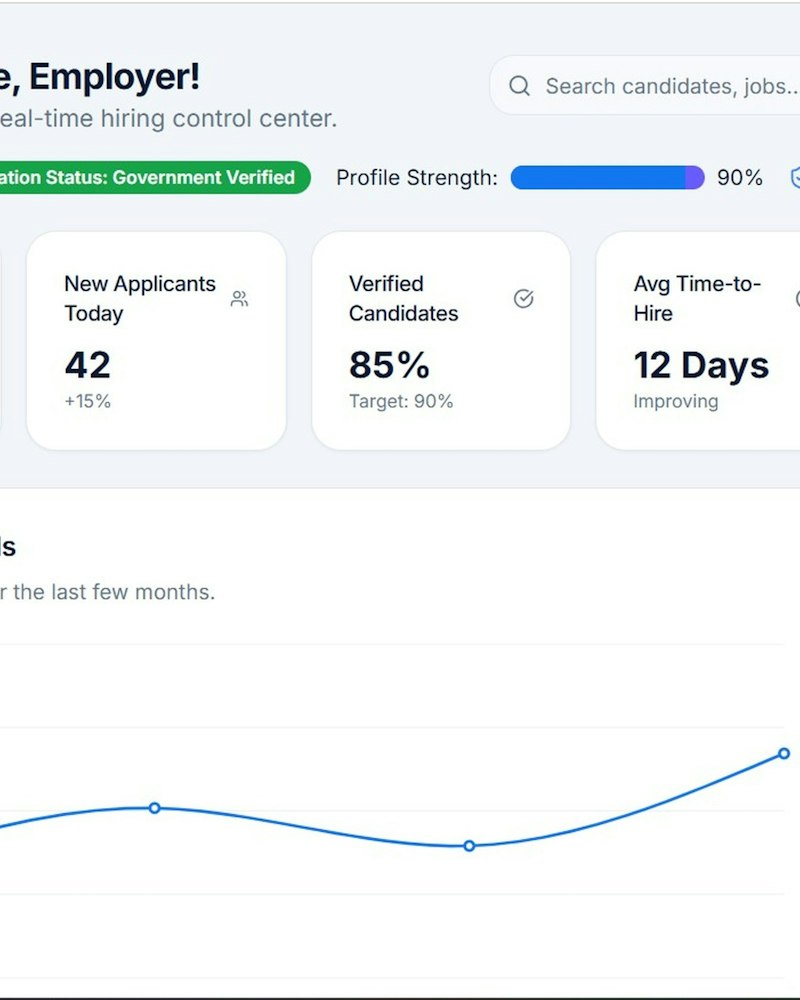 e, Employer!
Search candidates, jobs...
eal-time hiring control center.
ation Status: Government Verified
Profile Strength:
90%
New Applicants
Today
42
+15%
Verified
Candidates
85%
Target: 90%
Avg Time-to-
Hire
12 Days
Improving
ls
r the last few months.